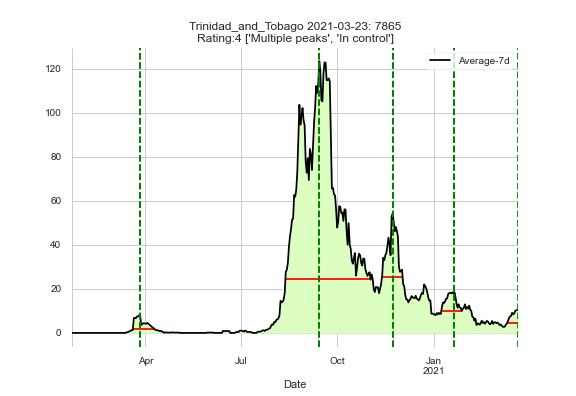 Trinidad_and_Tobago 2021-03-23: 7865
Rating:4 ['Multiple peaks', 'In control']
Average-7d
120
100
80
60
40
20
0
Apr Jul Oct Jan
2021
Date